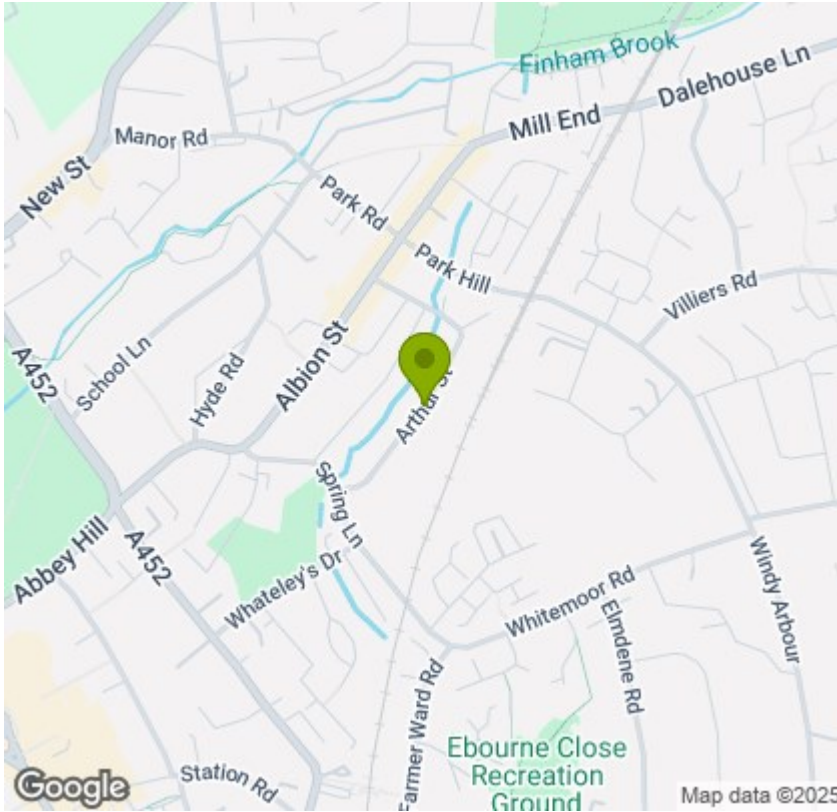 Finham Brook
Dalehouse Ln
Mill End
Manor Rd
New St
Park Rd
Park Hill
Villiers Rd
A452
School Ln
Hyde Rd
Albion St
Arthur St
Spring Ln
Abbey Hill
A452
Whateley's Dr
Whitemoor Rd
Windy Arbour
Elmdene Rd
Farmer Ward Rd
Ebourne Close
Recreation
Ground
Station Rd
Google
Map data ©2025